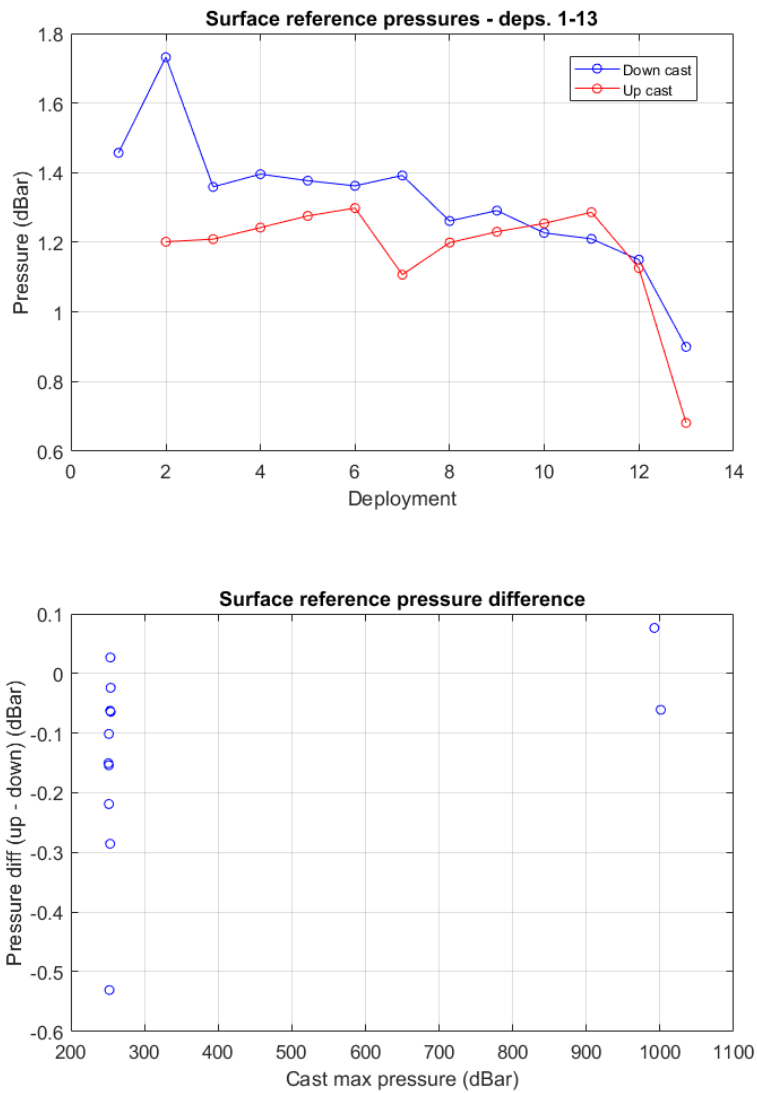 Surface reference pressures - deps. 1-13
1.8
1.6
1.4
1.2
1
0.8
0.6
Pressure (dBar)
Down cast
Up cast
0 2 4 6 8 10 12 14
Deployment
Surface reference pressure difference
0.1
0
-0.1
-0.2
-0.3
-0.4
-0.5
-0.6
Pressure diff (up - down) (dBar)
200 300 400 500 600 700 800 900 1000 1100
Cast max pressure (dBar)